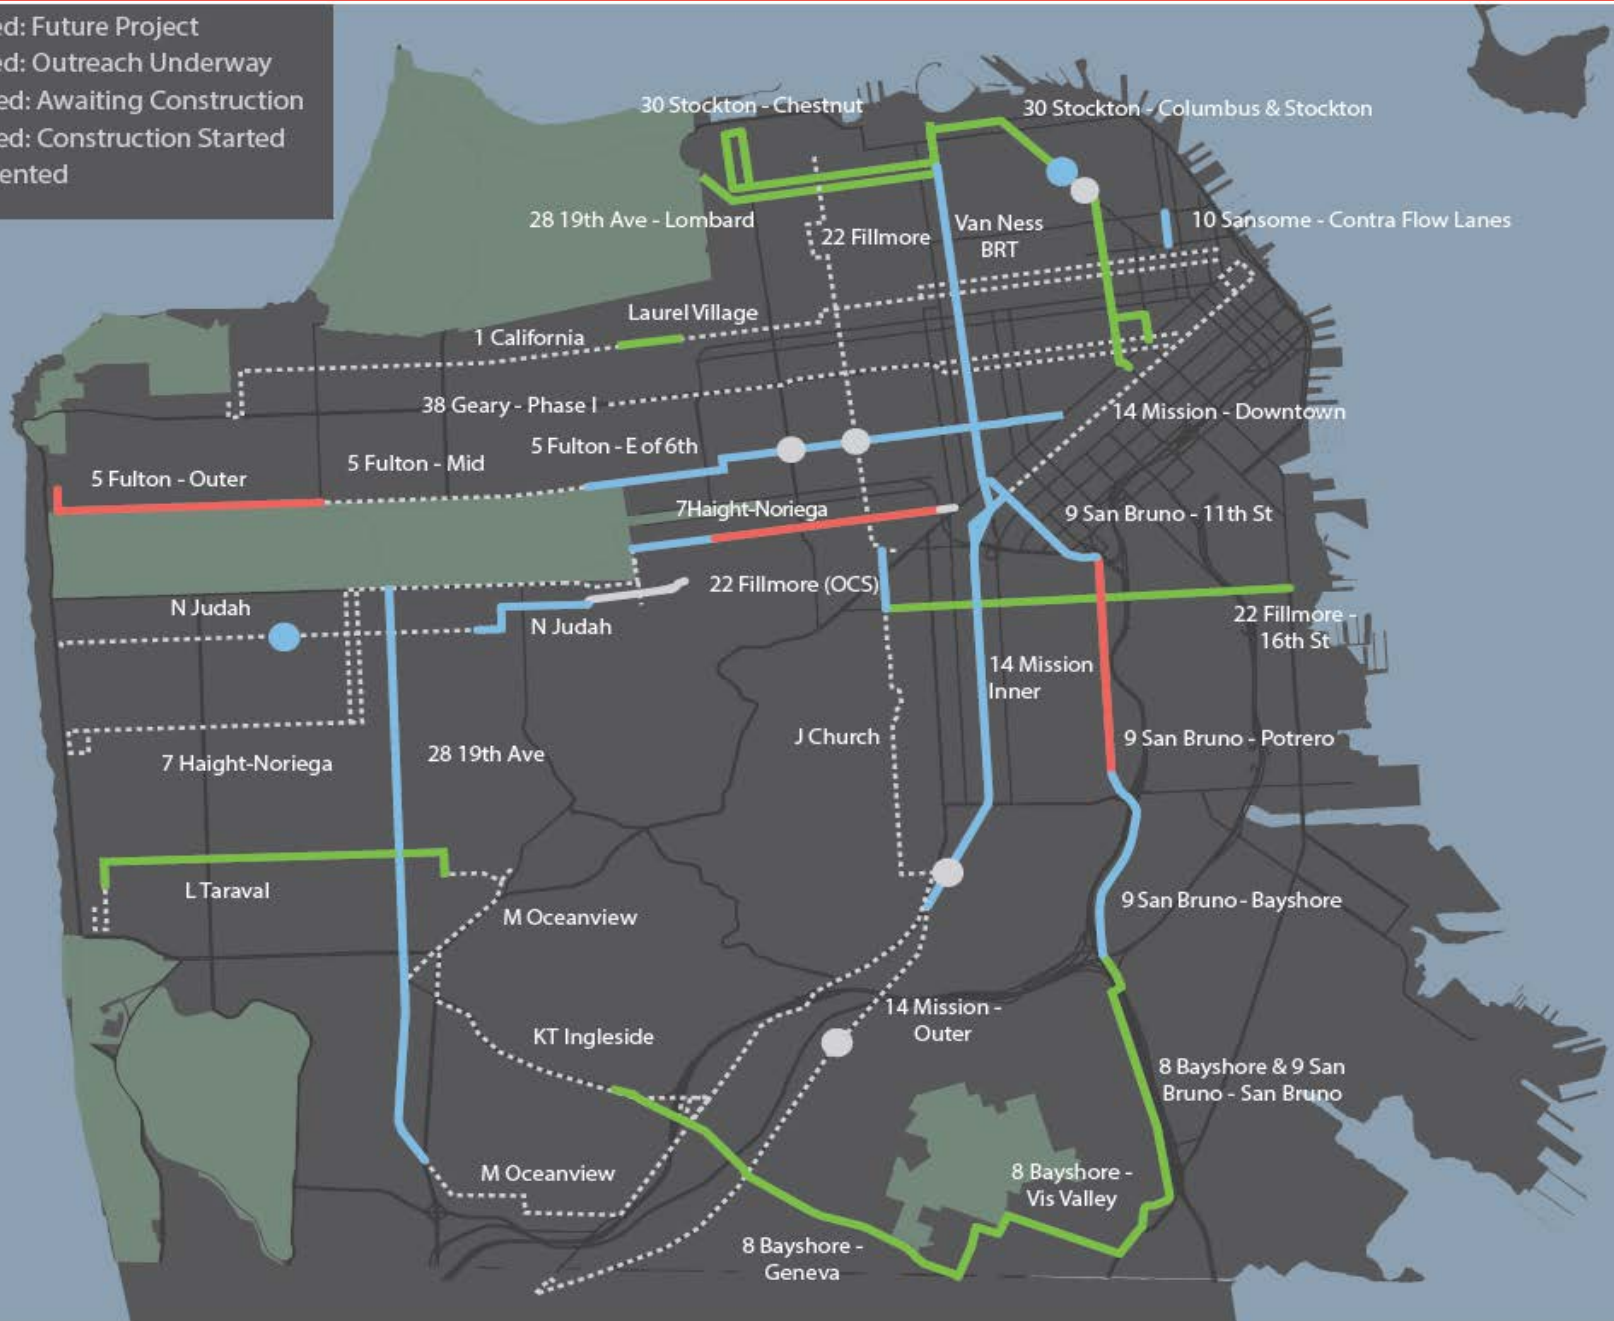 ed: Future Project
ed: Outreach Underway
ed: Awaiting Construction
ed: Construction Started
ented
30 Stockton - Chestnut
30 Stockton - Columbus & Stockton
28 19th Ave - Lombard
22 Fillmore
Van Ness
BRT
10 Sansome - Contra Flow Lanes
Laurel Village
1 California
38 Geary - Phase I
14 Mission - Downtown
5 Fulton - E of 6th
5 Fulton - Mid
5 Fulton - Outer
7Haight-Noriega
9 San Bruno - 11th St
22 Fillmore (OCS)
N Judah
N Judah
22 Fillmore -
16th St
14 Mission
Inner
J Church
9 San Bruno - Potrero
28 19th Ave
7 Haight-Noriega
L Taraval
9 San Bruno - Bayshore
M Oceanview
14 Mission -
Outer
KT Ingleside
8 Bayshore & 9 San
Bruno - San Bruno
M Oceanview
8 Bayshore -
Vis Valley
8 Bayshore -
Geneva